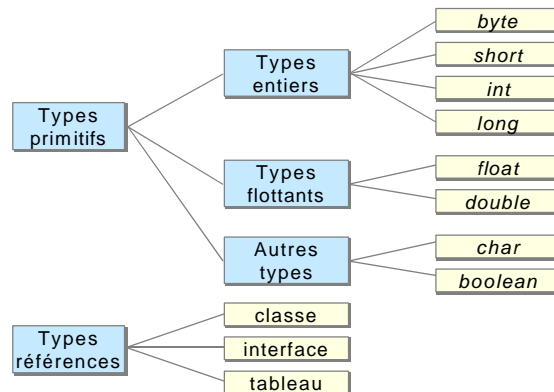 Types
primitifs
Types
entiers
byte
short
int
long
Types
flottants
float
double
Autres
types
char
boolean
Types
références
classe
interface
tableau